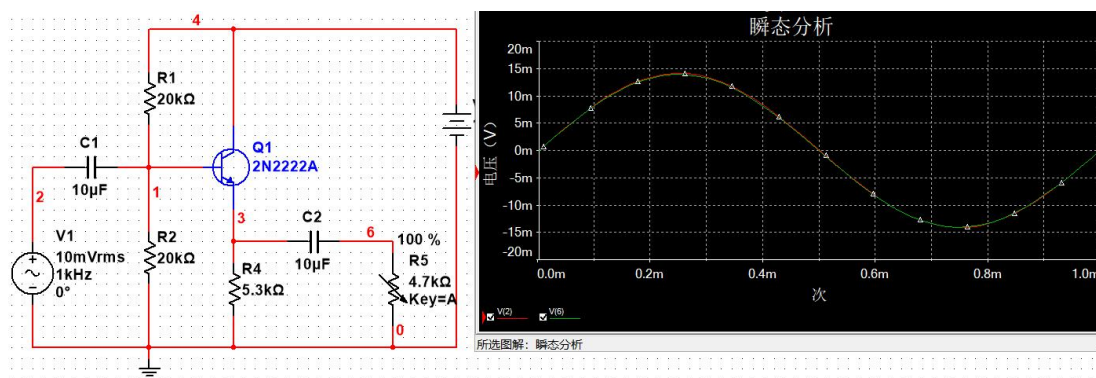 4
R1
20kΩ
C1
10µF
Q1
2N2222A
2
1
3
C2
10µF
6
100 %
V1
10mVrms
1kHz
0°
R2
20kΩ
R4
5.3kΩ
R5
4.7kΩ
Key=A
0
瞬态分析
电压（V）
20m
15m
10m
5m
0m
-5m
-10m
-15m
-20m
0.0m 0.2m 0.4m 0.6m 0.8m 1.0m
次
V(2) V(6)
所选图解：瞬态分析